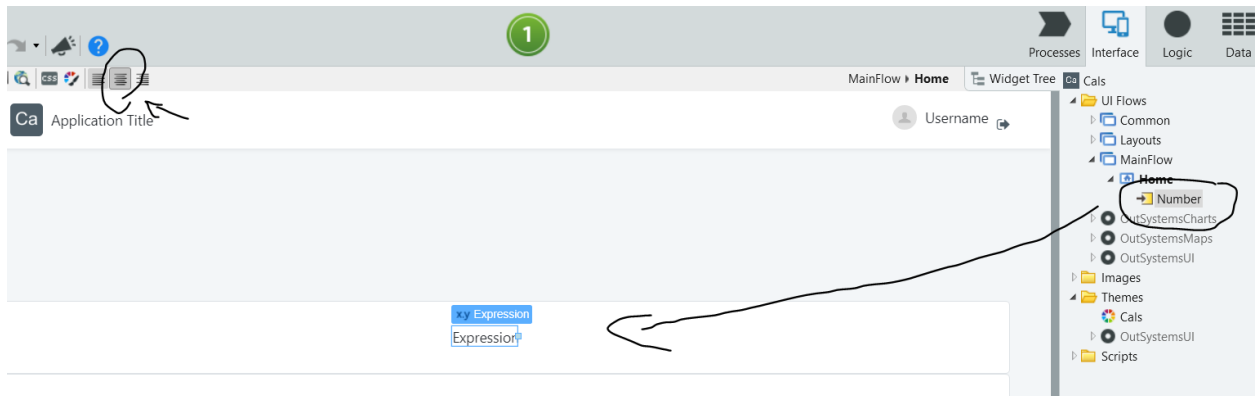 1
Processes Interface Logic Data
?
CSS
MainFlow Home Widget Tree
Ca Cals
UI Flows
Common
Layouts
MainFlow
Home
Number
OutSystemsCharts
OutSystemsMaps
OutSystemsUI
Images
Themes
Cals
OutSystemsUI
Scripts
Ca Application Title
Username
x.y Expression
Expression